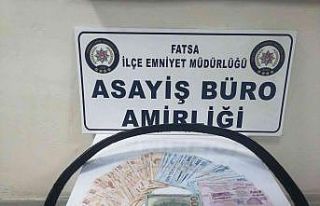 FATSA
İLÇE EMNİYET MÜDÜRLÜĞÜ
ASAYİŞ BÜRO
AMİRLİĞİ